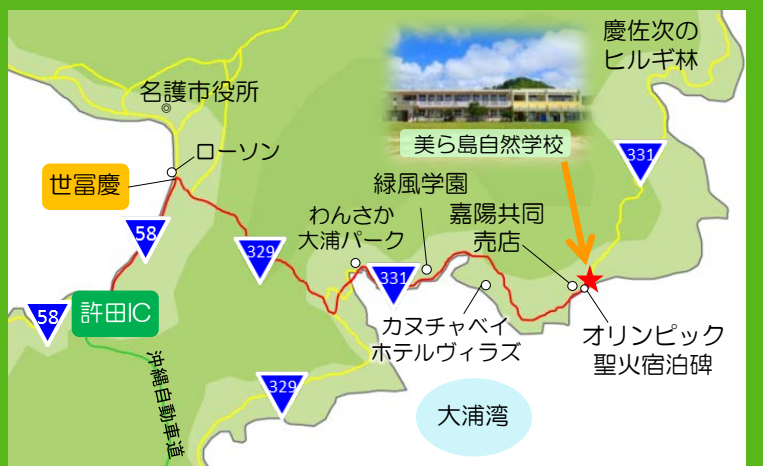 慶佐次の
ヒルギ林
名護市役所
ローソン
美ら島自然学校
331
世冨慶
緑風学園
わんさか
大浦パーク
嘉陽共同
売店
58
329
331
58
許田IC
カヌチャベイ
ホテルヴィラズ
オリンピック
聖火宿泊碑
沖縄自動車道
329
大浦湾